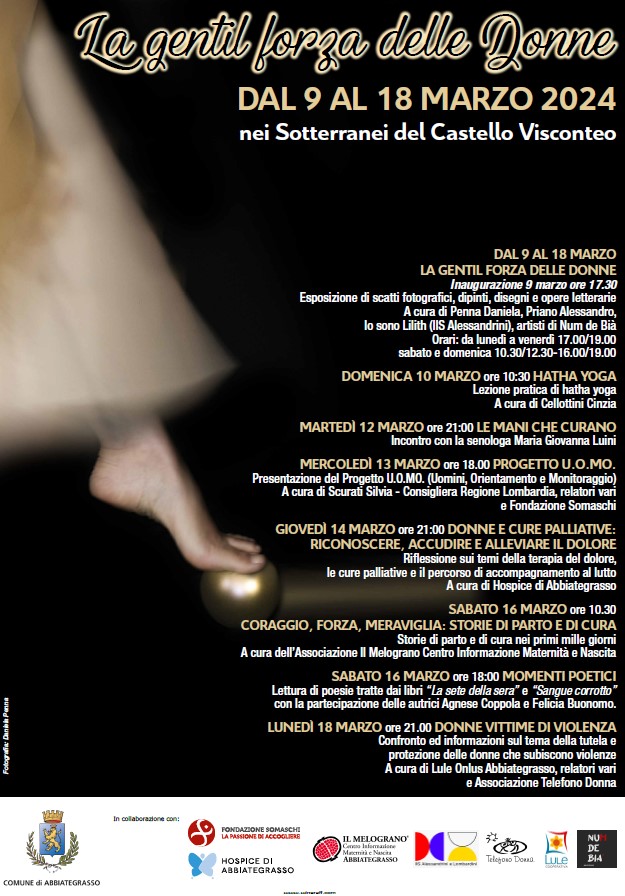 La gentil forza delle Donne
DAL 9 AL 18 MARZO 2024
nei Sotterranei del Castello Visconteo
DAL 9 AL 18 MARZO
LA GENTIL FORZA DELLE DONNE
Inaugurazione 9 marzo ore 17.30
Esposizione di scatti fotografici, dipinti, disegni e opere letterarie
A cura di Penna Daniela, Priano Alessandro,
Io sono Lilith (IIS Alessandrini), artisti di Num de Bià
Orari: da lunedì a venerdì 17.00/19.00
sabato e domenica 10.30/12.30-16.00/19.00
DOMENICA 10 MARZO ore 10:30 HATHA YOGA
Lezione pratica di hatha yoga
A cura di Cellottini Cinzia
MARTEDÌ 12 MARZO ore 21:00 LE MANI CHE CURANO
Incontro con la senologa Maria Giovanna Luini
MERCOLEDÌ 13 MARZO ore 18.00 PROGETTO U.O.MO.
Presentazione del Progetto U.O.MO. (Uomini, Orientamento e Monitoraggio)
A cura di Scurati Silvia - Consigliera Regione Lombardia, relatori vari
e Fondazione Somaschi
GIOVEDÌ 14 MARZO ore 21:00 DONNE E CURE PALLIATIVE:
RICONOSCERE, ACCUDIRE E ALLEVIARE IL DOLORE
Riflessione sui temi della terapia del dolore,
le cure palliative e il percorso di accompagnamento al lutto
A cura di Hospice di Abbiategrasso
SABATO 16 MARZO ore 10.30
CORAGGIO, FORZA, MERAVIGLIA: STORIE DI PARTO E DI CURA
Storie di parto e di cura nei primi mille giorni
A cura dell'Associazione Il Melograno Centro Informazione Maternità e Nascita
SABATO 16 MARZO ore 18:00 MOMENTI POETICI
Lettura di poesie tratte dai libri "La sete della sera" e "Sangue corrotto"
con la partecipazione delle autrici Agnese Coppola e Felicia Buonomo.
LUNEDÌ 18 MARZO ore 21.00 DONNE VITTIME DI VIOLENZA
Confronto ed informazioni sul tema della tutela e
protezione delle donne che subiscono violenze
A cura di Lule Onlus Abbiategrasso, relatori vari
e Associazione Telefono Donna
Fotografia: Daniela Penna
In collaborazione con:
COMUNE di ABBIATEGRASSO
FONDAZIONE SOMASCHI
LA PASSIONE DI ACCOGLIERE
HOSPICE DI
ABBIATEGRASSO
IL MELOGRANO
Centro Informazione
Maternità e Nascita
ABBIATEGRASSO
IIS Alessandrini e Lombardini
TELEFONO DONNA
LULE
COOPERATIVA
NUM
DE
BIA